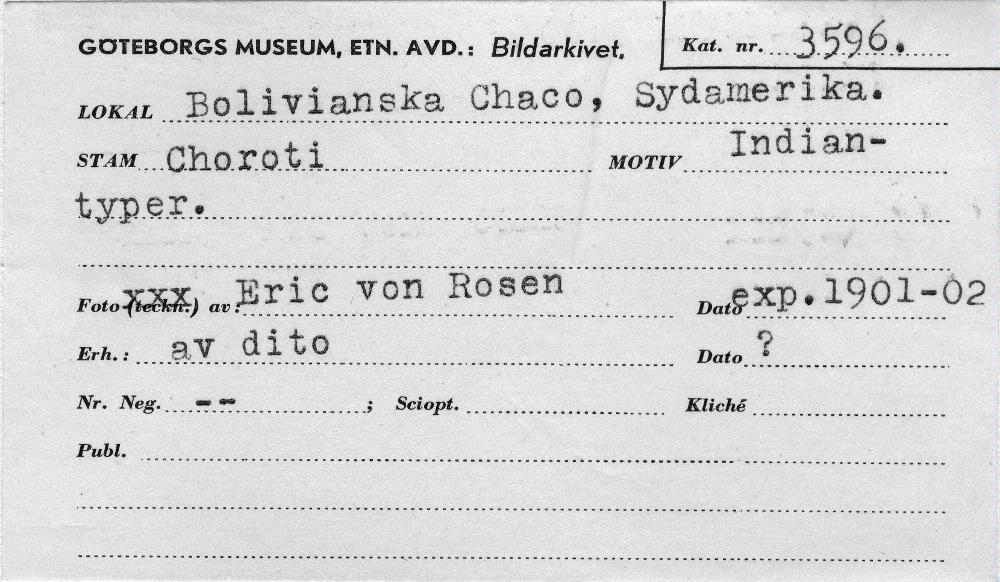 GÖTEBORGS MUSEUM, ETN. AVD.: Bildarkivet. Kat. nr. 3596.
LOKAL Bolivianska Chaco, Sydamerika.
STAM Choroti MOTIV Indian-
typer.
Foto (teckn.) av: Eric von Rosen Dato exp. 1901-02
Erh.: av dito Dato ?
Nr. Neg. -- ; Sciopt. Kliché
Publ.